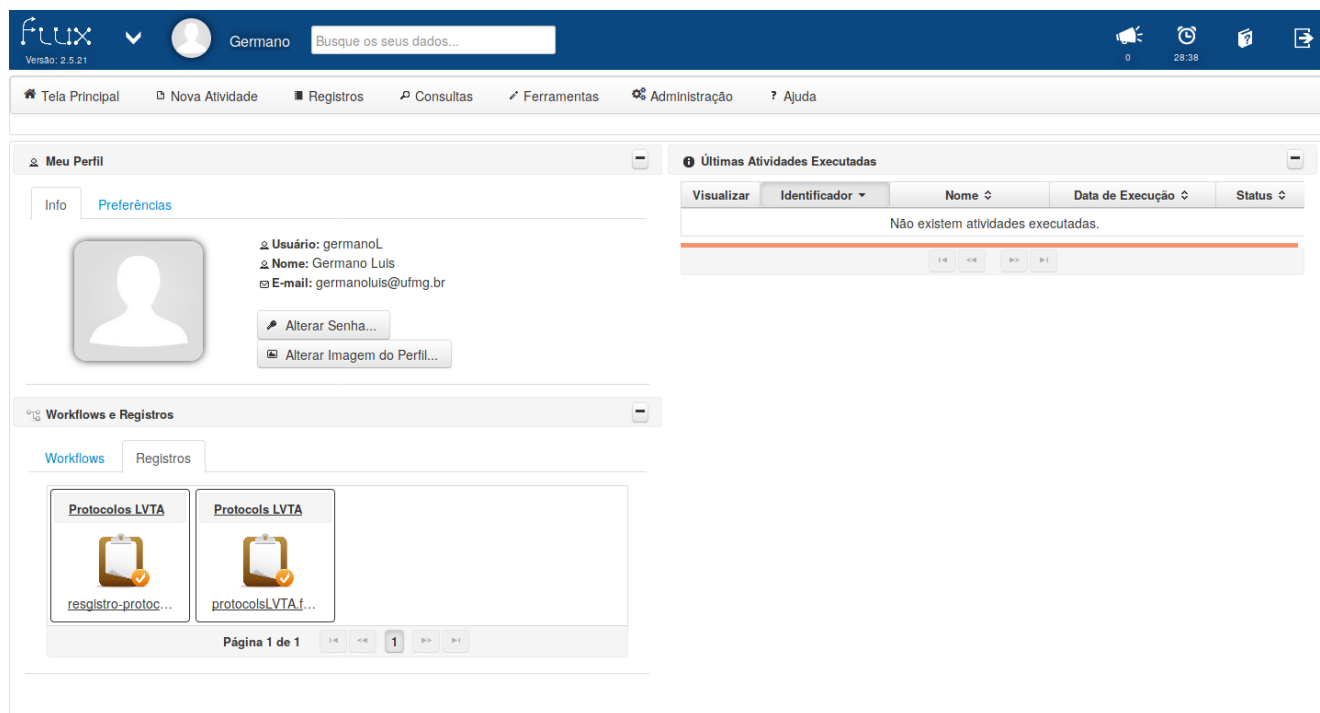 flux
Versão: 2.5.21
Germano
Busque os seus dados...
0
28:38
Tela Principal
Nova Atividade
Registros
Consultas
Ferramentas
Administração
? Ajuda
Meu Perfil
Info
Preferências
Usuário: germanoL
Nome: Germano Luis
E-mail: germanoluis@ufmg.br
Alterar Senha...
Alterar Imagem do Perfil...
Workflows e Registros
Workflows
Registros
Protocolos LVTA
resgistro-protoc...
Protocols LVTA
protocolsLVTA.f...
Página 1 de 1
1
Últimas Atividades Executadas
Visualizar
Identificador
Nome
Data de Execução
Status
Não existem atividades executadas.